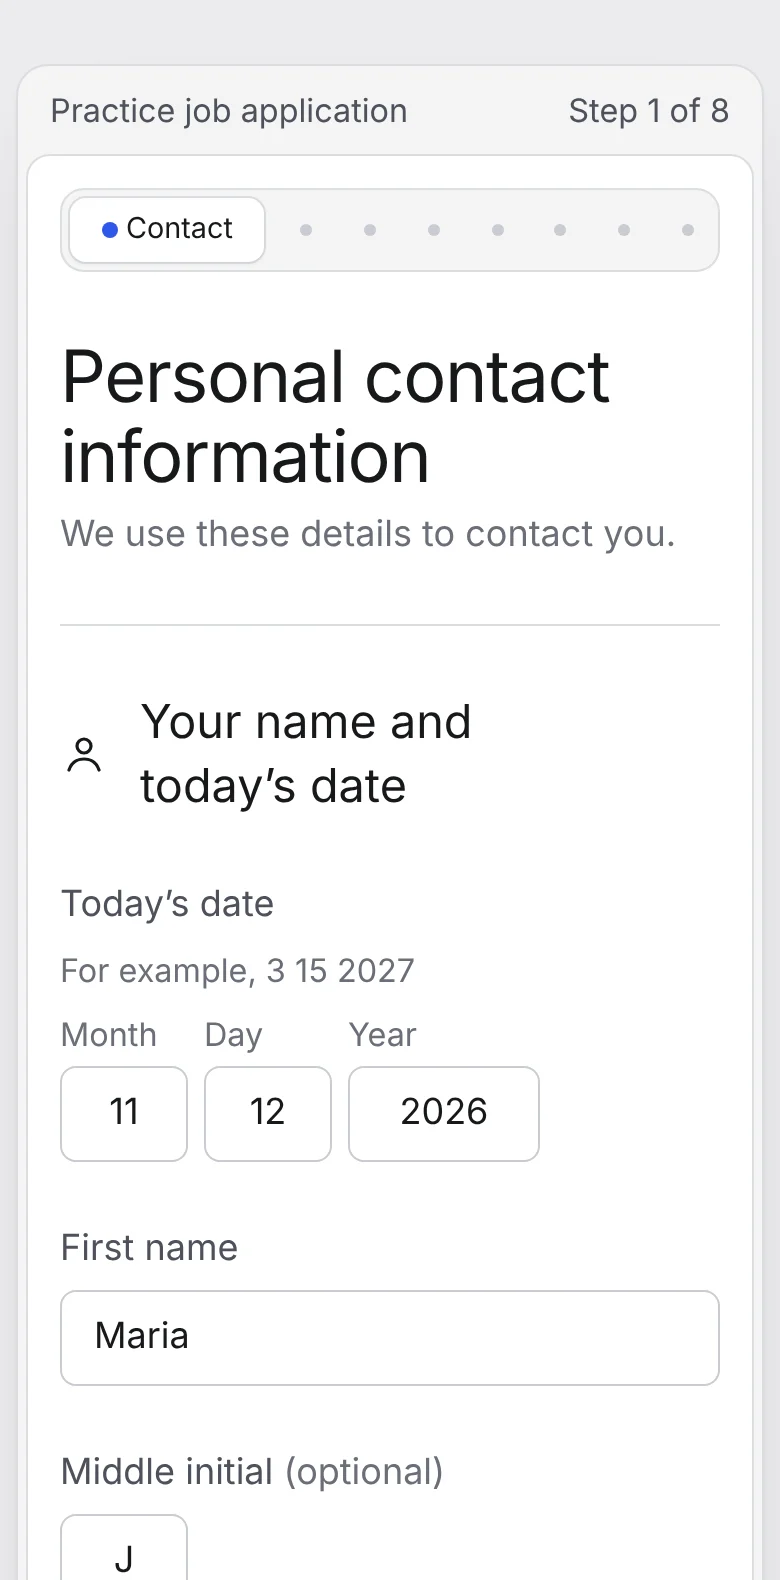 Practice job application
Step 1 of 8
Contact
Personal contact
information
We use these details to contact you.
Your name and
today’s date
Today’s date
For example, 3 15 2027
Month Day Year
11 12 2026
First name
Maria
Middle initial (optional)
J